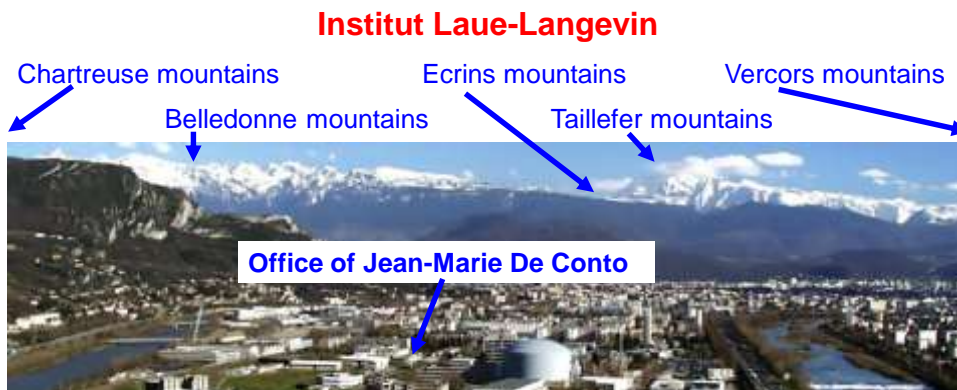 Institut Laue-Langevin
Chartreuse mountains
Ecrins mountains
Vercors mountains
Belledonne mountains
Taillefer mountains
Office of Jean-Marie De Conto